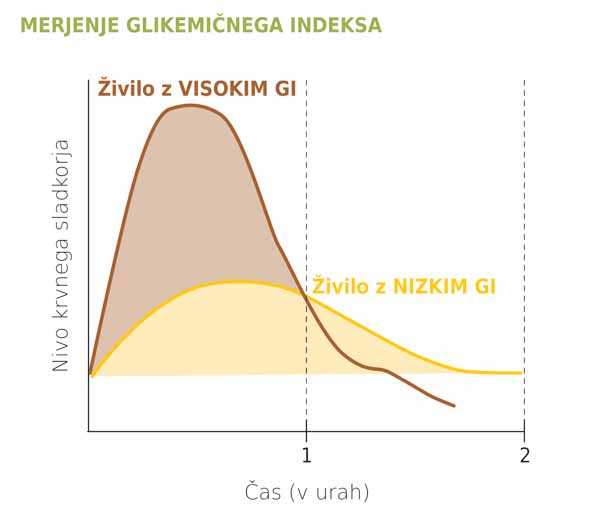 MERJENJE GLIKEMIČNEGA INDEKSA
Živilo z VISOKIM GI
Nivo krvnega sladkorja
Živilo z NIZKIM GI
1
2
Čas (v urah)